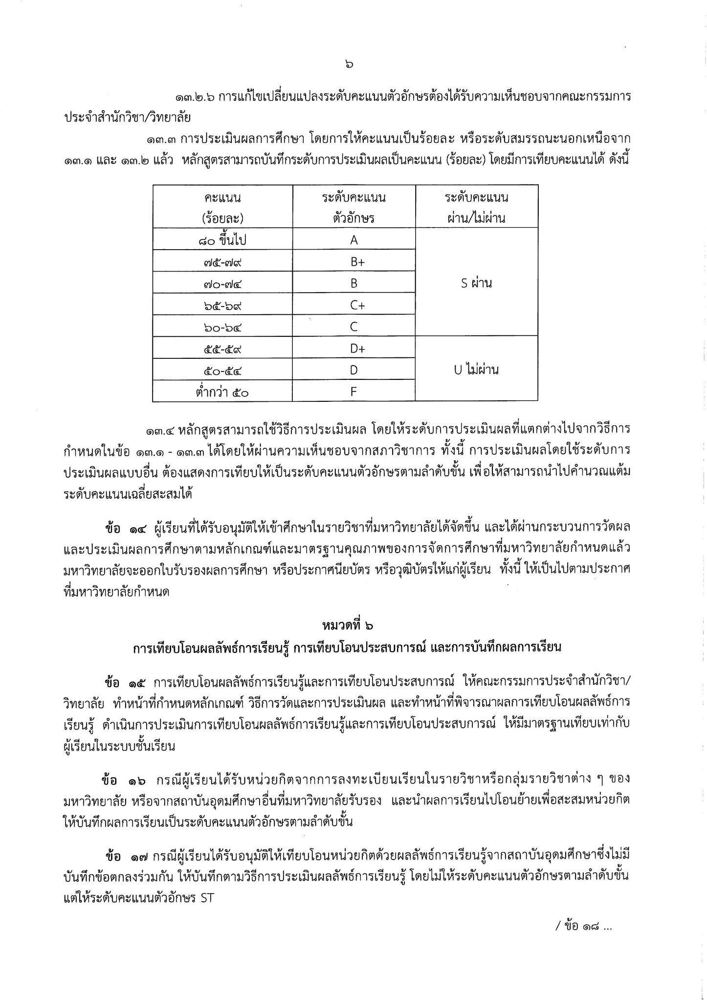 ๖
๑๓.๒.๖ การแก้ไขเปลี่ยนแปลงระดับคะแนนตัวอักษรต้องได้รับความเห็นชอบจากคณะกรรมการ
ประจำสำนักวิชา/วิทยาลัย
๑๓.๓ การประเมินผลการศึกษา โดยการให้คะแนนเป็นร้อยละ หรือระดับสมรรถนะนอกเหนือจาก
๑๓.๑ และ ๑๓.๒ แล้ว หลักสูตรสามารถบันทึกระดับการประเมินผลเป็นคะแนน (ร้อยละ) โดยมีการเทียบคะแนนได้ ดังนี้
คะแนน ระดับคะแนน ระดับคะแนน
(ร้อยละ) ตัวอักษร ผ่าน/ไม่ผ่าน
๘๐ ขึ้นไป A
๗๕-๗๙ B+
๗๐-๗๔ B S ผ่าน
๖๕-๖๙ C+
๖๐-๖๔ C
๕๕-๕๙ D+
๕๐-๕๔ D U ไม่ผ่าน
ต่ำกว่า ๕๐ F
๑๓.๔ หลักสูตรสามารถใช้วิธีการประเมินผล โดยให้ระดับการประเมินผลที่แตกต่างไปจากวิธีการ
กำหนดในข้อ ๑๓.๑ - ๑๓.๓ ได้โดยให้ผ่านความเห็นชอบจากสภาวิชาการ ทั้งนี้ การประเมินผลโดยใช้ระดับการ
ประเมินผลแบบอื่น ต้องแสดงการเทียบให้เป็นระดับคะแนนตัวอักษรตามลำดับขั้น เพื่อให้สามารถนำไปคำนวณแต้ม
ระดับคะแนนเฉลี่ยสะสมได้
ข้อ ๑๔ ผู้เรียนที่ได้รับอนุมัติให้เข้าศึกษาในรายวิชาที่มหาวิทยาลัยได้จัดขึ้น และได้ผ่านกระบวนการวัดผล
และประเมินผลการศึกษาตามหลักเกณฑ์และมาตรฐานคุณภาพของการจัดการศึกษาที่มหาวิทยาลัยกำหนดแล้ว
มหาวิทยาลัยจะออกใบรับรองผลการศึกษา หรือประกาศนียบัตร หรือวุฒิบัตรให้แก่ผู้เรียน ทั้งนี้ ให้เป็นไปตามประกาศ
ที่มหาวิทยาลัยกำหนด
หมวดที่ ๖
การเทียบโอนผลลัพธ์การเรียนรู้ การเทียบโอนประสบการณ์ และการบันทึกผลการเรียน
ข้อ ๑๕ การเทียบโอนผลลัพธ์การเรียนรู้และการเทียบโอนประสบการณ์ ให้คณะกรรมการประจำสำนักวิชา/
วิทยาลัย ทำหน้าที่กำหนดหลักเกณฑ์ วิธีการวัดและการประเมินผล และทำหน้าที่พิจารณาผลการเทียบโอนผลลัพธ์การ
เรียนรู้ ดำเนินการประเมินการเทียบโอนผลลัพธ์การเรียนรู้และการเทียบโอนประสบการณ์ ให้มีมาตรฐานเทียบเท่ากับ
ผู้เรียนในระบบชั้นเรียน
ข้อ ๑๖ กรณีผู้เรียนได้รับหน่วยกิตจากการลงทะเบียนเรียนในรายวิชาหรือกลุ่มรายวิชาต่าง ๆ ของ
มหาวิทยาลัย หรือจากสถาบันอุดมศึกษาอื่นที่มหาวิทยาลัยรับรอง และนำผลการเรียนไปโอนย้ายเพื่อสะสมหน่วยกิต
ให้บันทึกผลการเรียนเป็นระดับคะแนนตัวอักษรตามลำดับขั้น
ข้อ ๑๗ กรณีผู้เรียนได้รับอนุมัติให้เทียบโอนหน่วยกิตด้วยผลลัพธ์การเรียนรู้จากสถาบันอุดมศึกษาซึ่งไม่มี
บันทึกข้อตกลงร่วมกัน ให้บันทึกตามวิธีการประเมินผลลัพธ์การเรียนรู้ โดยไม่ให้ระดับคะแนนตัวอักษรตามลำดับขั้น
แต่ให้ระดับคะแนนตัวอักษร ST
/ ข้อ ๑๘ ...